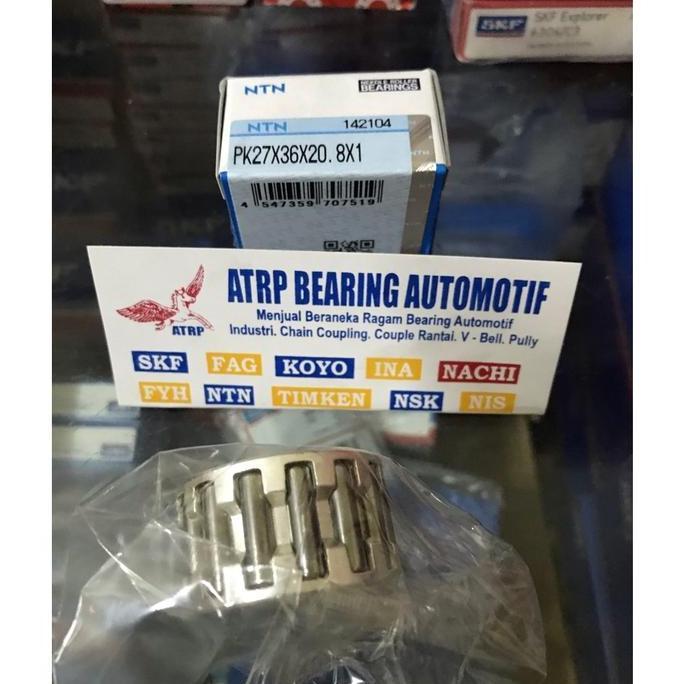 SKF
SKF Explorer
6306/C3
NTN
NEEDLE ROLLER
BEARINGS
NTN 142104
PK27X36X20.8X1
4 547359 707519
ATRP BEARING AUTOMOTIF
Menjual Beraneka Ragam Bearing Automotif
Industri. Chain Coupling. Couple Rantai. V - Bell. Pully
ATRP
SKF FAG KOYO INA NACHI
FYH NTN TIMKEN NSK NIS